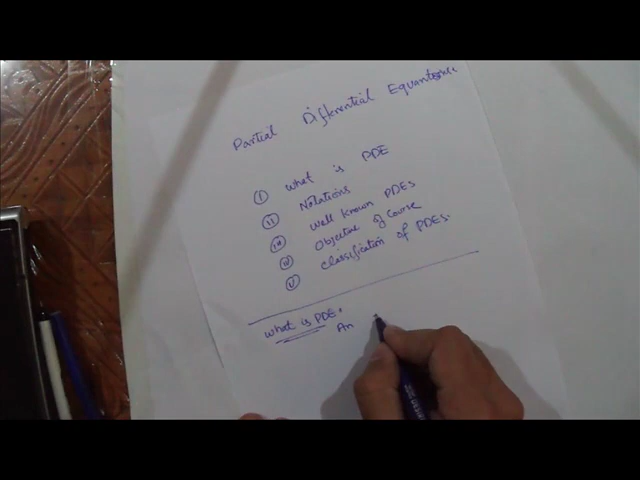 Partial Differential Equantions
(i) What is PDE
(ii) Notations
(iii) Well Known PDEs
(iv) Objective of Course
(v) Classification of PDEs.
What is PDE.
An